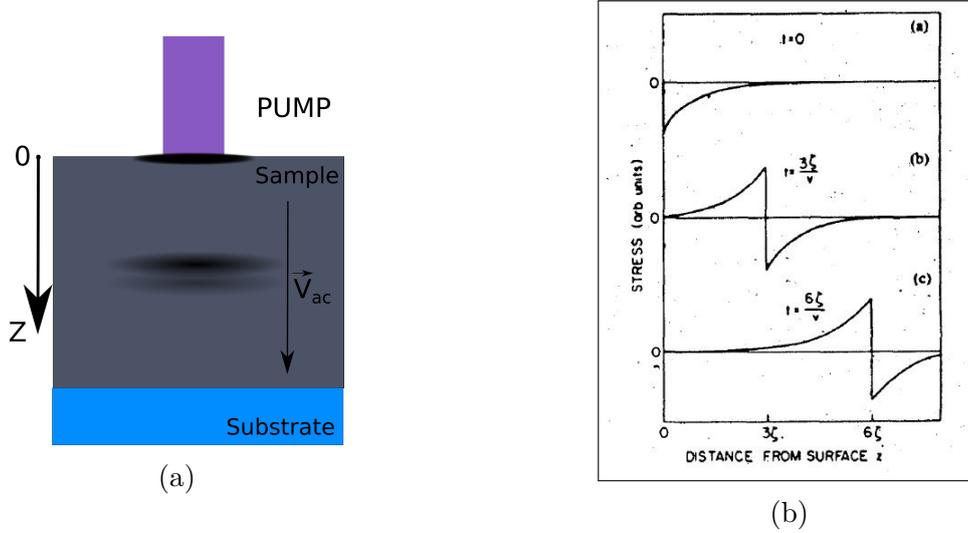 PUMP
0
Sample
V⃗ac
Z
Substrate
(a)
(a)
t=0
0
(b)
t = 3ζ/v
0
(c)
t = 6ζ/v
0
STRESS (arb units)
0 3ζ 6ζ
DISTANCE FROM SURFACE z
(b)